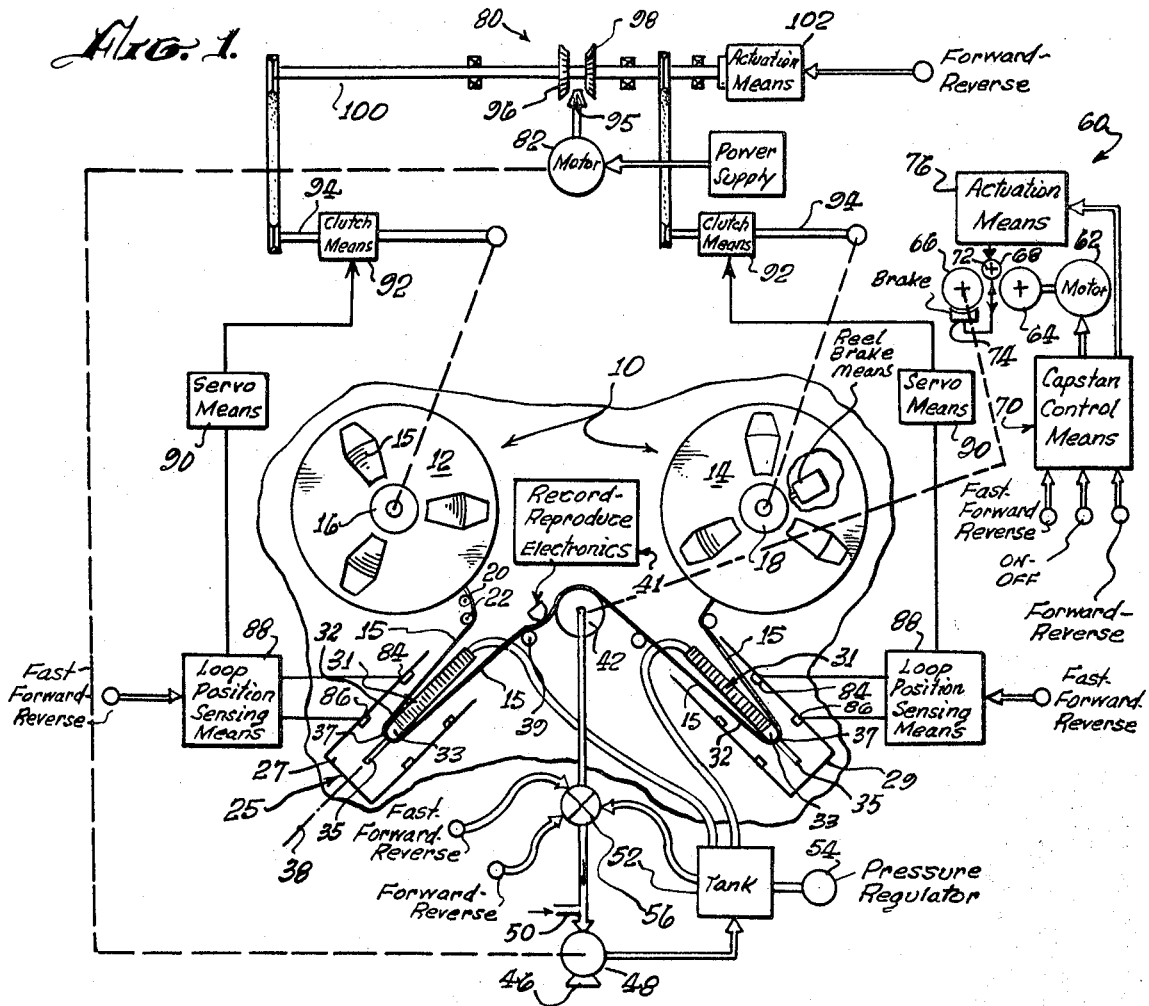 FIG. 1.
80
98
102
Actuation
Means
Forward-
Reverse
96
95
100
82
Motor
Power
Supply
60
76
Actuation
Means
94
Clutch
Means
92
94
Clutch
Means
92
66
72
68
62
Brake
Motor
64
74
Reel
Brake
Means
Servo
Means
90
10
Servo
Means
90
70
Capstan
Control
Means
15
12
14
16
18
Record-
Reproduce
Electronics
41
Fast-
Forward
Reverse
ON-
OFF
Forward-
Reverse
20
22
15
32
31
84
86
88
Loop
Position
Sensing
Means
Fast-
Forward-
Reverse
37
27
25
35
38
33
15
39
42
15
32
15
31
84
86
37
29
35
33
88
Loop
Position
Sensing
Means
Fast-
Forward-
Reverse
Fast-
Forward-
Reverse
Forward-
Reverse
52
56
Tank
54
Pressure
Regulator
50
46
48